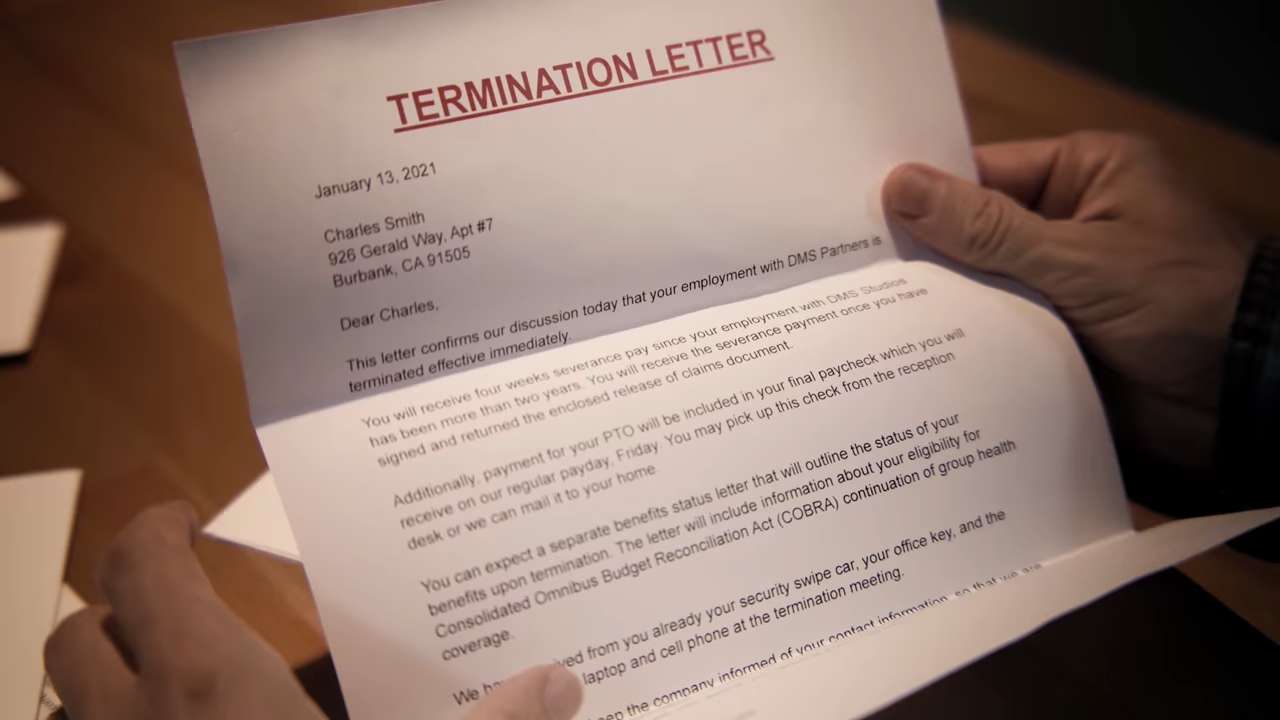 TERMINATION LETTER
January 13, 2021
Charles Smith
926 Gerald Way, Apt #7
Burbank, CA 91505
Dear Charles,
This letter confirms our discussion today that your employment with DMS Partners is
terminated effective immediately.
You will receive four weeks severance pay since your employment with DMS Studios
has been more than two years. You will receive the severance payment once you have
signed and returned the enclosed release of claims document.
Additionally, payment for your PTO will be included in your final paycheck which you will
receive on our regular payday, Friday. You may pick up this check from the reception
desk or we can mail it to your home.
You can expect a separate benefits status letter that will outline the status of your
benefits upon termination. The letter will include information about your eligibility for
Consolidated Omnibus Budget Reconciliation Act (COBRA) continuation of group health
coverage.
We from you already your security swipe car, your office key, and the
laptop and cell phone at the termination meeting.
the company informed of your contact information so that we are